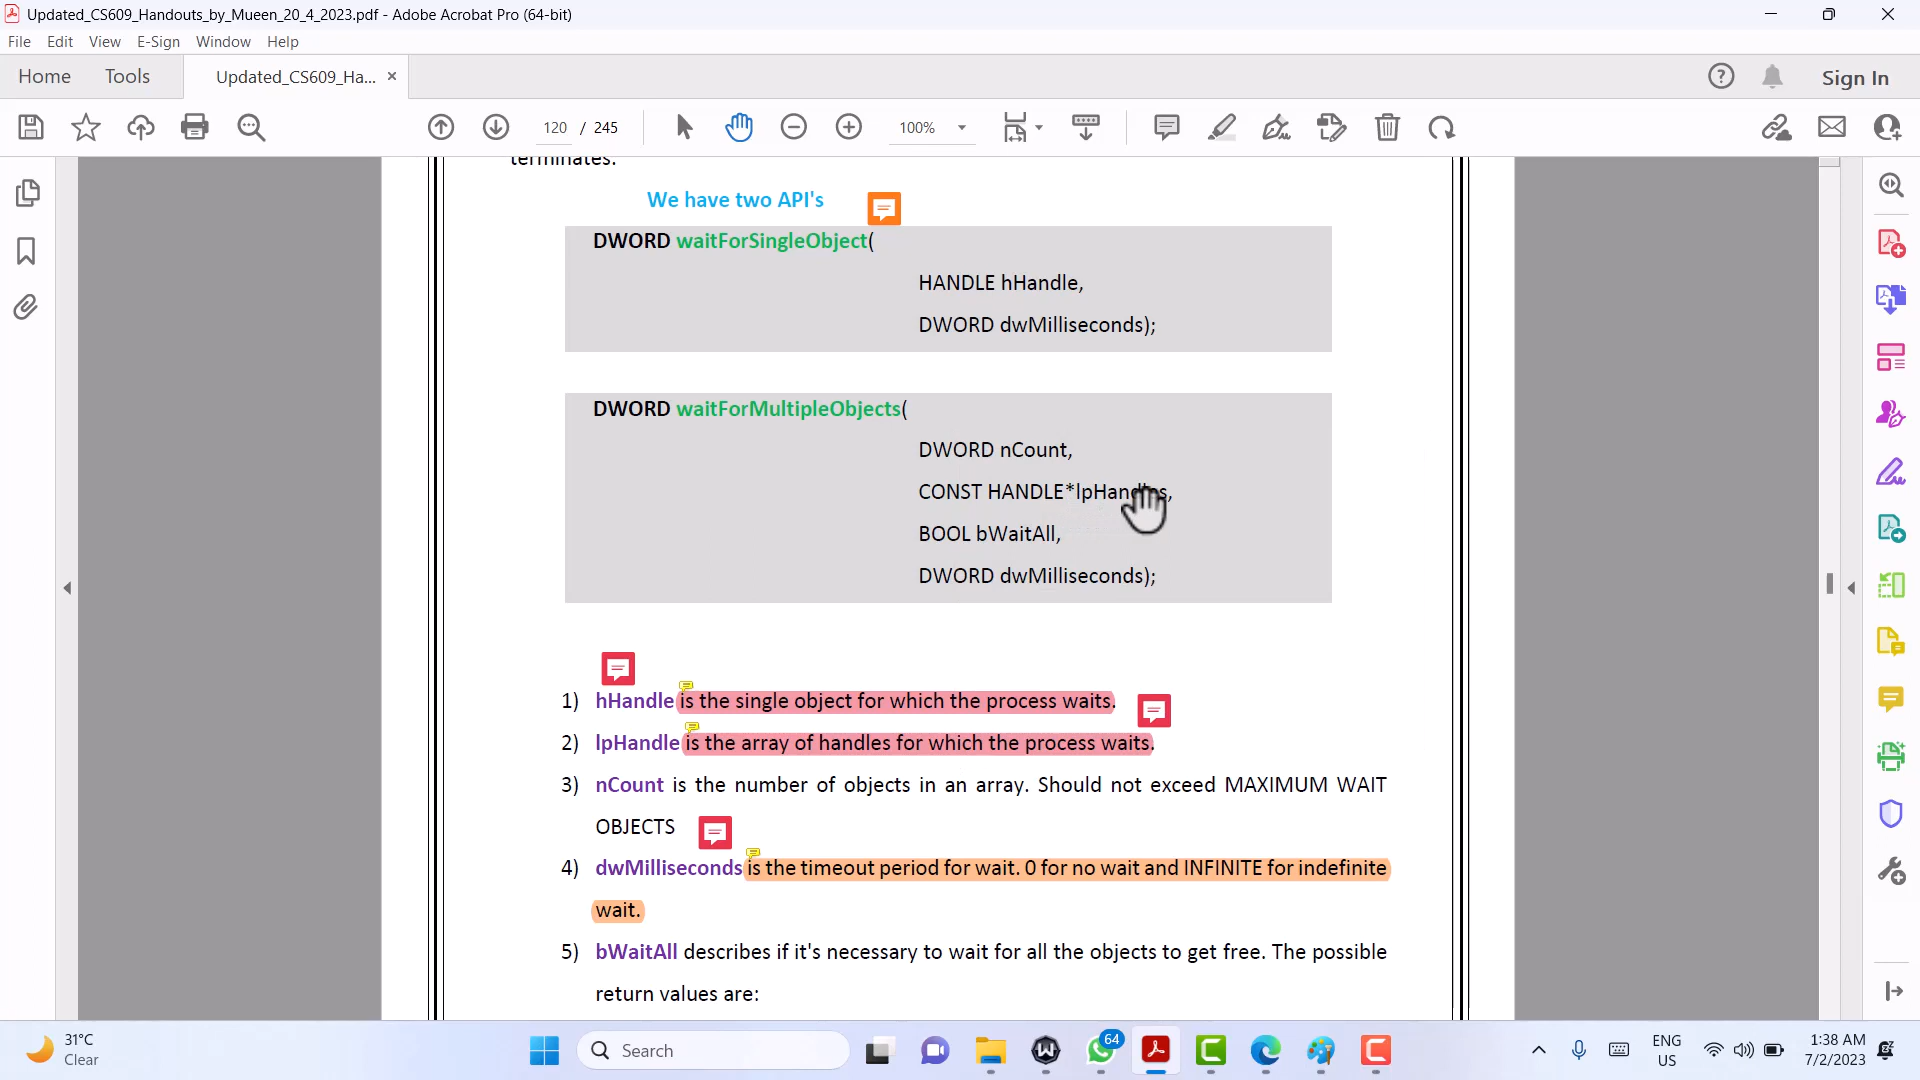 Updated_CS609_Handouts_by_Mueen_20_4_2023.pdf - Adobe Acrobat Pro (64-bit)
File Edit View E-Sign Window Help
Home Tools Updated_CS609_Ha... × Sign In
120 / 245 100%
terminates.
We have two API's
DWORD waitForSingleObject(
HANDLE hHandle,
DWORD dwMilliseconds);
DWORD waitForMultipleObjects(
DWORD nCount,
CONST HANDLE*lpHandles,
BOOL bWaitAll,
DWORD dwMilliseconds);
1) hHandle is the single object for which the process waits.
2) lpHandle is the array of handles for which the process waits.
3) nCount is the number of objects in an array. Should not exceed MAXIMUM WAIT
OBJECTS
4) dwMilliseconds is the timeout period for wait. 0 for no wait and INFINITE for indefinite
wait.
5) bWaitAll describes if it's necessary to wait for all the objects to get free. The possible
return values are:
31°C
Clear
Search
64
ENG
US
1:38 AM
7/2/2023